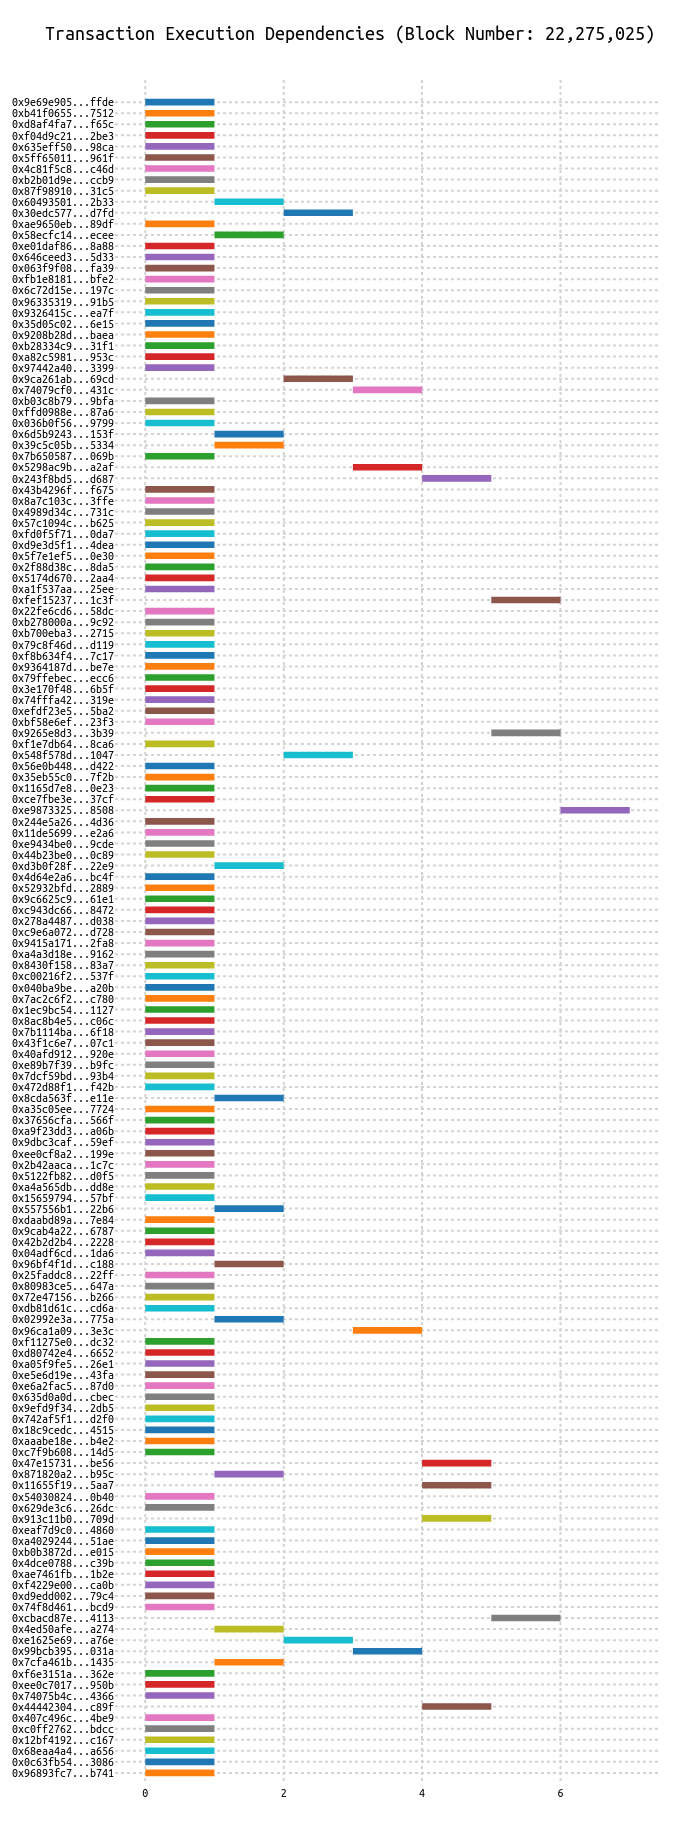 Transaction Execution Dependencies (Block Number: 22,275,025)
0x9e69e905...ffde
0xb41f0655...7512
0xd8af4fa7...f65c
0xf04d9c21...2be3
0x635eff50...98ca
0x5ff65011...961f
0x4c81f5c8...c46d
0xb2b01d9e...ccb9
0x87f98910...31c5
0x60493501...2b33
0x30edc577...d7fd
0xae9650eb...89df
0x58ecfc14...ecee
0xe01daf86...8a88
0x646ceed3...5d33
0x063f9f08...fa39
0xfb1e8181...bfe2
0x6c72d15e...197c
0x96335319...91b5
0x9326415c...ea7f
0x35d05c02...6e15
0x9208b28d...baea
0xb28334c9...31f1
0xa82c5981...953c
0x97442a40...3399
0x9ca261ab...69cd
0x74079cf0...431c
0xb03c8b79...9bfa
0xffd0988e...87a6
0x036b0f56...9799
0x6d5b9243...153f
0x39c5c05b...5334
0x7b650587...069b
0x5298ac9b...a2af
0x243f8bd5...d687
0x43b4296f...f675
0x8a7c103c...3ffe
0x4989d34c...731c
0x57c1094c...b625
0xfd0f5f71...0da7
0xd9e3d5f1...4dea
0x5f7e1ef5...0e30
0x2f88d38c...8da5
0x5174d670...2aa4
0xa1f537aa...25ee
0xfef15237...1c3f
0x22fe6cd6...58dc
0xb278000a...9c92
0xb700eba3...2715
0x79c8f46d...d119
0xf8b634f4...7c17
0x9364187d...be7e
0x79ffebec...ecc6
0x3e170f48...6b5f
0x74fffa42...319e
0xefdf23e5...5ba2
0xbf58e6ef...23f3
0x9265e8d3...3b39
0xf1e7db64...8ca6
0x548f578d...1047
0x56e0b448...d422
0x35eb55c0...7f2b
0x1165d7e8...0e23
0xce7fbe3e...37cf
0xe9873325...8508
0x244e5a26...4d36
0x11de5699...e2a6
0xe9434be0...9cde
0x44b23be0...0c89
0xd3b0f28f...22e9
0x4d64e2a6...bc4f
0x52932bfd...2889
0x9c6625c9...61e1
0xc943dc66...8472
0x278a4487...d038
0xc9e6a072...d728
0x9415a171...2fa8
0xa4a3d18e...9162
0x8430f158...83a7
0xc00216f2...537f
0x040ba9be...a20b
0x7ac2c6f2...c780
0x1ec9bc54...1127
0x8ac8b4e5...c06c
0x7b1114ba...6f18
0x43f1c6e7...07c1
0x40afd912...920e
0xe89b7f39...b9fc
0x7dcf59bd...93b4
0x472d88f1...f42b
0x8cda563f...e11e
0xa35c05ee...7724
0x37656cfa...566f
0xa9f23dd3...a06b
0x9dbc3caf...59ef
0xee0cf8a2...199e
0x2b42aaca...1c7c
0x5122fb82...d0f5
0xa4a565db...dd8e
0x15659794...57bf
0x557556b1...22b6
0xdaabd89a...7e84
0x9cab4a22...6787
0x42b2d2b4...2228
0x04adf6cd...1da6
0x96bf4f1d...c188
0x25faddc8...22ff
0x80983ce5...647a
0x72e47156...b266
0xdb81d61c...cd6a
0x02992e3a...775a
0x96ca1a09...3e3c
0xf11275e0...dc32
0xd80742e4...6652
0xa05f9fe5...26e1
0xe5e6d19e...43fa
0xe6a2fac5...87d0
0x635d0a0d...cbec
0x9efd9f34...2db5
0x742af5f1...d2f0
0x18c9cedc...4515
0xaaabe18e...b4e2
0xc7f9b608...14d5
0x47e15731...be56
0x871820a2...b95c
0x11655f19...5aa7
0x54030824...0b40
0x629de3c6...26dc
0x913c11b0...709d
0xeaf7d9c0...4860
0xa4029244...51ae
0xb0b3872d...e015
0x4dce0788...c39b
0xae7461fb...1b2e
0xf4229e00...ca0b
0xd9edd002...79c4
0x74f8d461...bcd9
0xcbacd87e...4113
0x4ed50afe...a274
0xe1625e69...a76e
0x99bcb395...031a
0x7cfa461b...1435
0xf6e3151a...362e
0xee0c7017...950b
0x74075b4c...4366
0x44442304...c89f
0x407c496c...4be9
0xc0ff2762...bdcc
0x12bf4192...c167
0x68eaa4a4...a656
0x0c63fb54...3086
0x96893fc7...b741
0 2 4 6